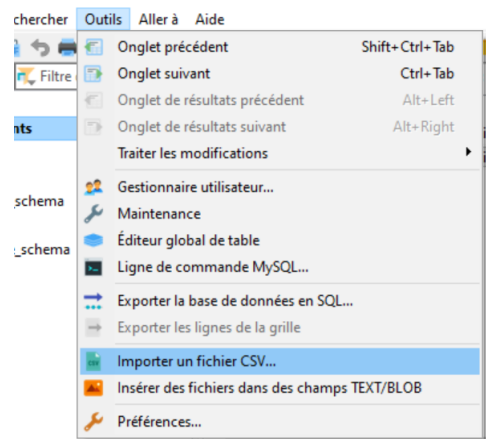 chercher Outils Aller à Aide
Onglet précédent Shift+Ctrl+Tab
Filtre
Onglet suivant Ctrl+Tab
Onglet de résultats précédent Alt+Left
Onglet de résultats suivant Alt+Right
nts
Traiter les modifications
Gestionnaire utilisateur...
_schema
Maintenance
Éditeur global de table
_schema
Ligne de commande MySQL...
Exporter la base de données en SQL...
Exporter les lignes de la grille
CSV
Importer un fichier CSV...
Insérer des fichiers dans des champs TEXT/BLOB
Préférences...